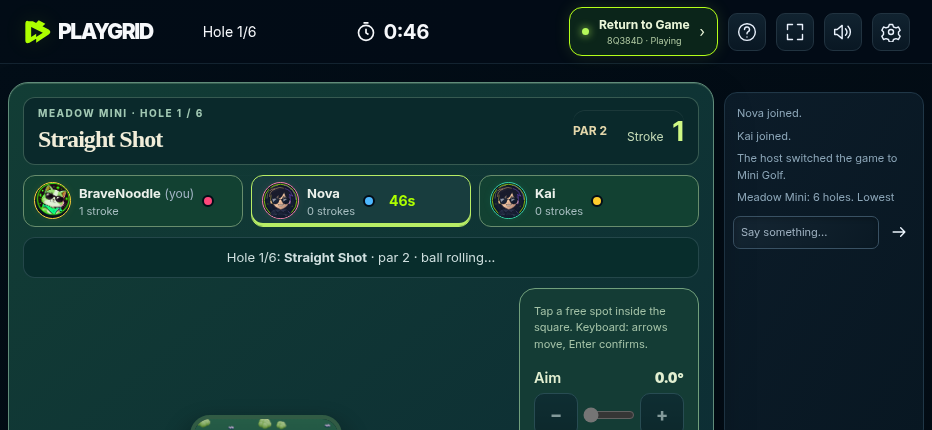 PLAYGRID
Hole 1/6
0:46
Return to Game
8Q384D · Playing
›
MEADOW MINI · HOLE 1 / 6
Straight Shot
PAR 2
Stroke 1
BraveNoodle (you)
1 stroke
Nova
0 strokes
46s
Kai
0 strokes
Hole 1/6: Straight Shot · par 2 · ball rolling...
Tap a free spot inside the
square. Keyboard: arrows
move, Enter confirms.
Aim
0.0°
−
+
Nova joined.
Kai joined.
The host switched the game to
Mini Golf.
Meadow Mini: 6 holes. Lowest
Say something...